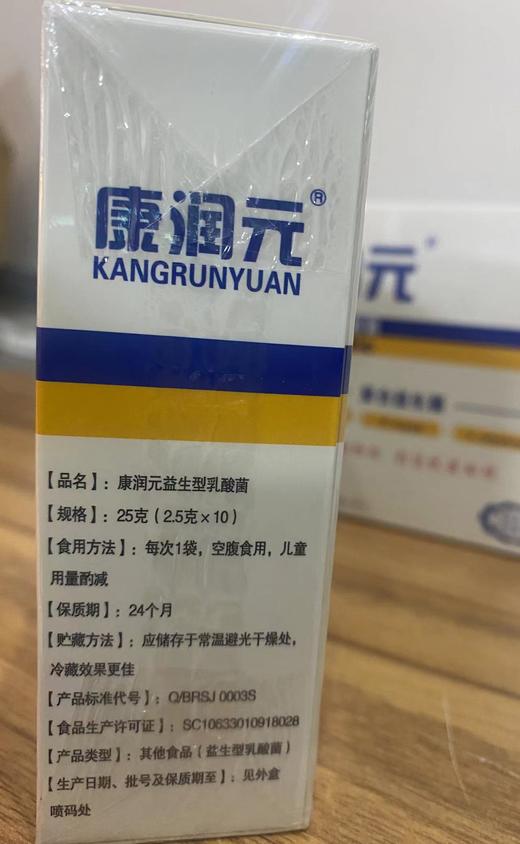 康润元®
KANGRUNYUAN
【品名】：康润元益生型乳酸菌
【规格】：25克（2.5克×10）
【食用方法】：每次1袋，空腹食用，儿童
用量酌减
【保质期】：24个月
【贮藏方法】：应储存于常温避光干燥处，
冷藏效果更佳
【产品标准代号】：Q/BRSJ 0003S
【食品生产许可证】：SC10633010918028
【产品类型】：其他食品（益生型乳酸菌）
【生产日期、批号及保质期至】：见外盒
喷码处
元